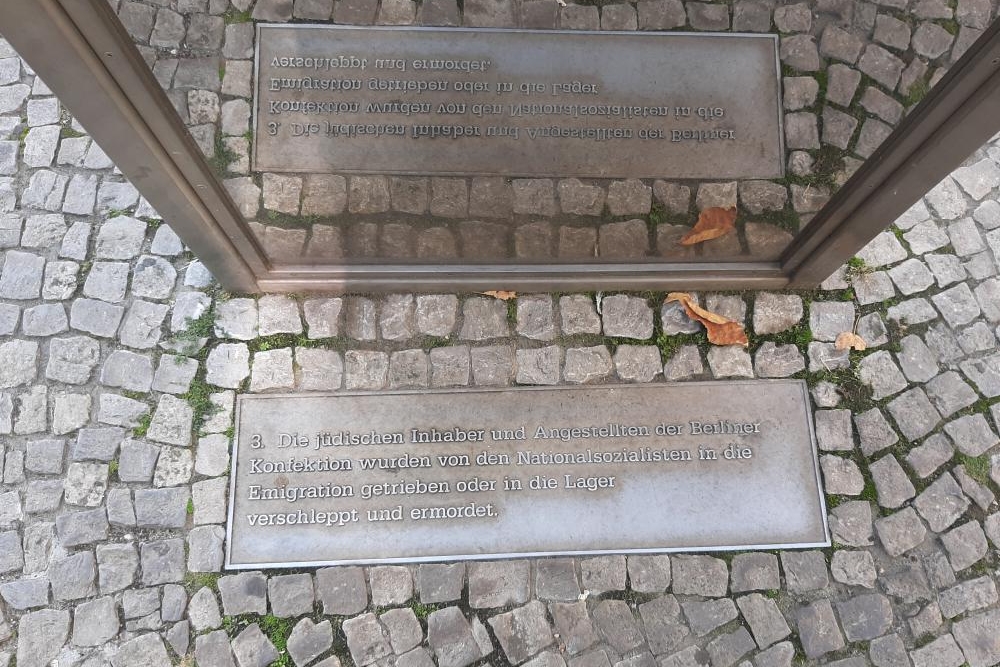 3. Die jüdischen Inhaber und Angestellten der Berliner
Konfektion wurden von den Nationalsozialisten in die
Emigration getrieben oder in die Lager
verschleppt und ermordet.